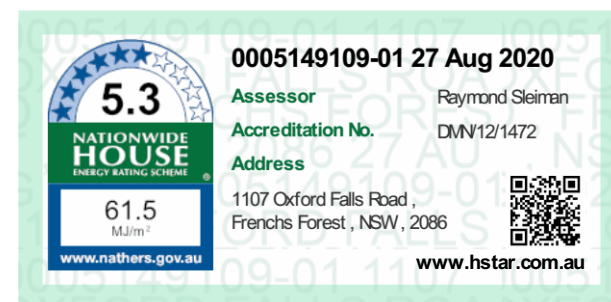 5.3
NATIONWIDE
HOUSE
ENERGY RATING SCHEME ®
61.5
MJ/m²
www.nathers.gov.au
0005149109-01 27 Aug 2020
Assessor Raymond Sleiman
Accreditation No. DMN/12/1472
Address
1107 Oxford Falls Road ,
Frenchs Forest , NSW , 2086
www.hstar.com.au